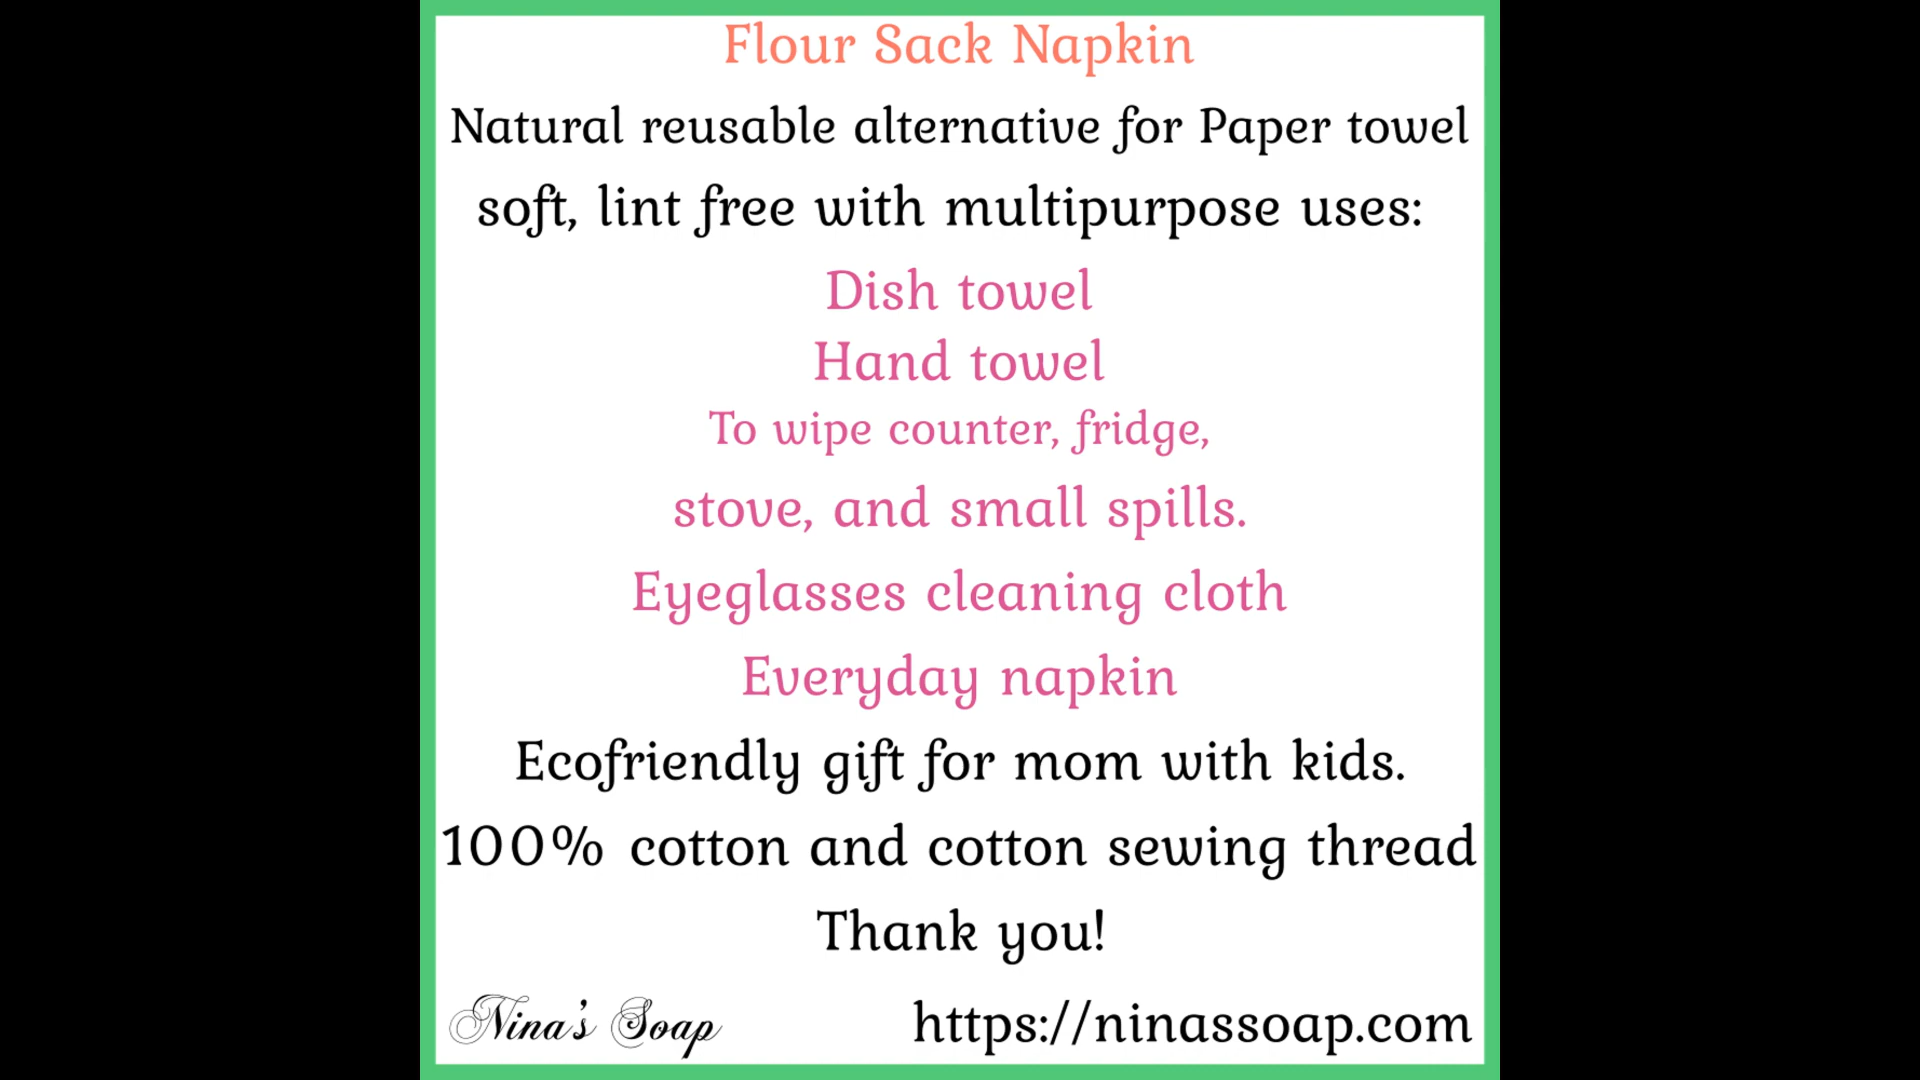 Flour Sack Napkin
Natural reusable alternative for Paper towel
soft, lint free with multipurpose uses:
Dish towel
Hand towel
To wipe counter, fridge,
stove, and small spills.
Eyeglasses cleaning cloth
Everyday napkin
Ecofriendly gift for mom with kids.
100% cotton and cotton sewing thread
Thank you!
Nina's Soap https://ninassoap.com